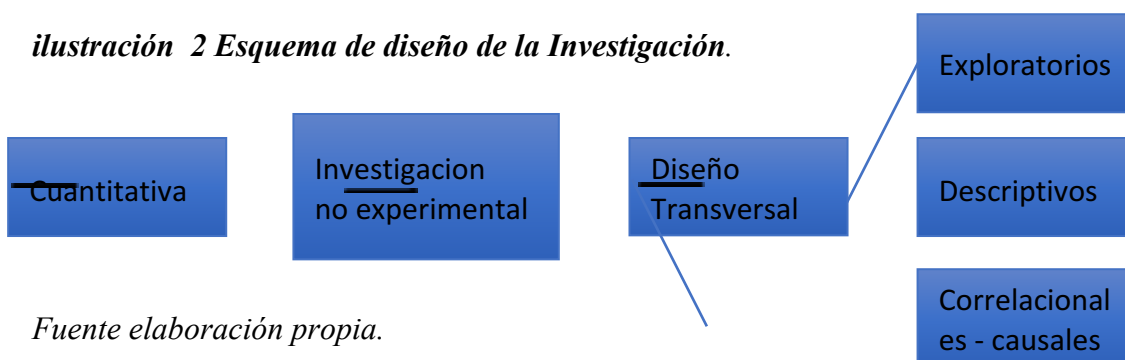 ilustración 2 Esquema de diseño de la Investigación.
Cuantitativa
Investigacion
no experimental
Diseño
Transversal
Exploratorios
Descriptivos
Correlacional
es - causales
Fuente elaboración propia.